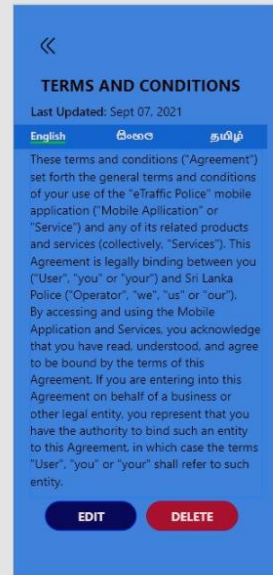 TERMS AND CONDITIONS
Last Updated: Sept 07, 2021
English සිංහල தமிழ்
These terms and conditions ("Agreement")
set forth the general terms and conditions
of your use of the "eTraffic Police" mobile
application ("Mobile Apllication" or
"Service") and any of its related products
and services (collectively, "Services"). This
Agreement is legally binding between you
("User", "you" or "your") and Sri Lanka
Police ("Operator", "we", "us" or "our").
By accessing and using the Mobile
Application and Services, you acknowledge
that you have read, understood, and agree
to be bound by the terms of this
Agreement. If you are entering into this
Agreement on behalf of a business or
other legal entity, you represent that you
have the authority to bind such an entity
to this Agreement, in which case the terms
"User", "you" or "your" shall refer to such
entity.
EDIT DELETE